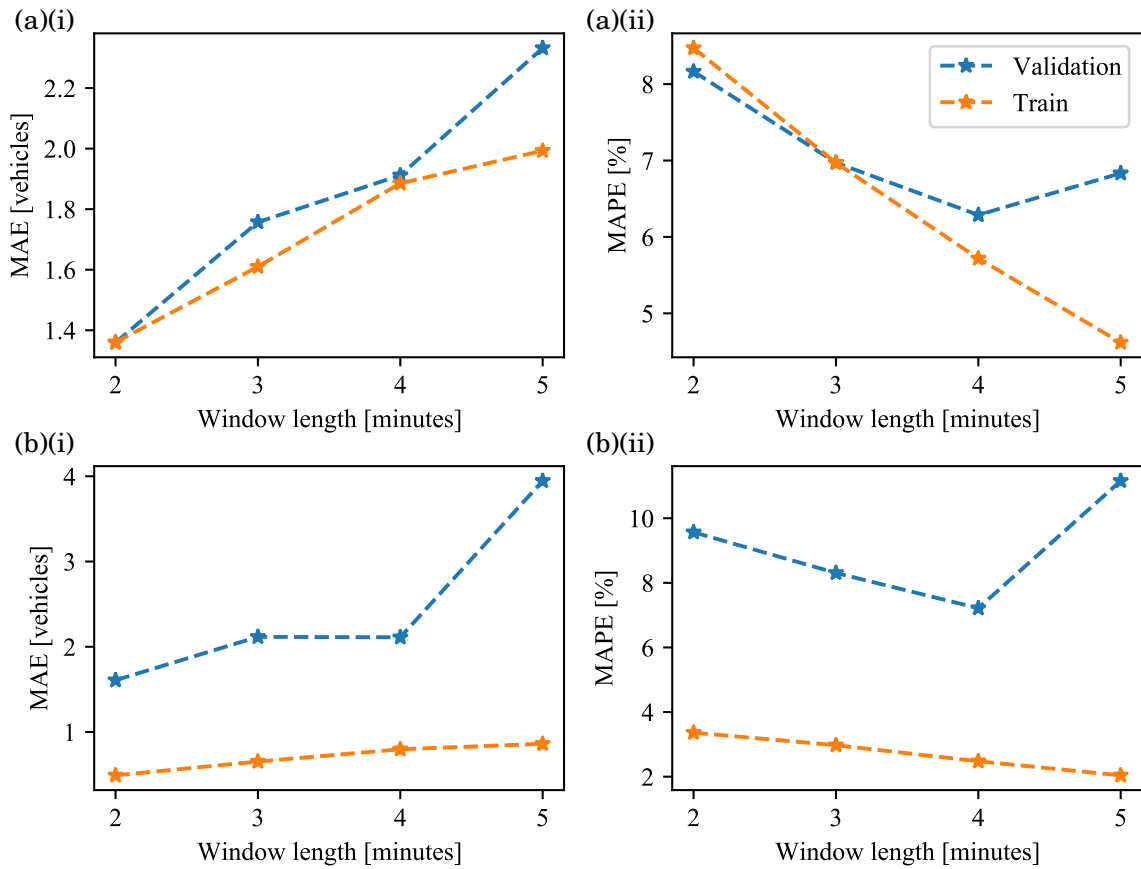 (a)(i)
MAE [vehicles]
2.2
2.0
1.8
1.6
1.4
2 3 4 5
Window length [minutes]
(a)(ii)
MAPE [%]
8
7
6
5
Validation
Train
2 3 4 5
Window length [minutes]
(b)(i)
MAE [vehicles]
4
3
2
1
2 3 4 5
Window length [minutes]
(b)(ii)
MAPE [%]
10
8
6
4
2
2 3 4 5
Window length [minutes]